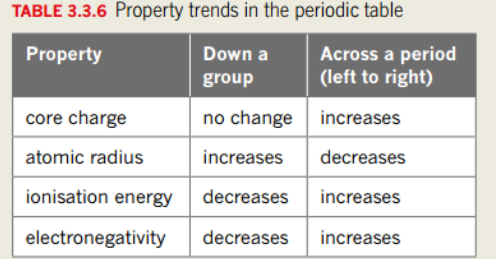 TABLE 3.3.6 Property trends in the periodic table
Property Down a group Across a period (left to right)
core charge no change increases
atomic radius increases decreases
ionisation energy decreases increases
electronegativity decreases increases